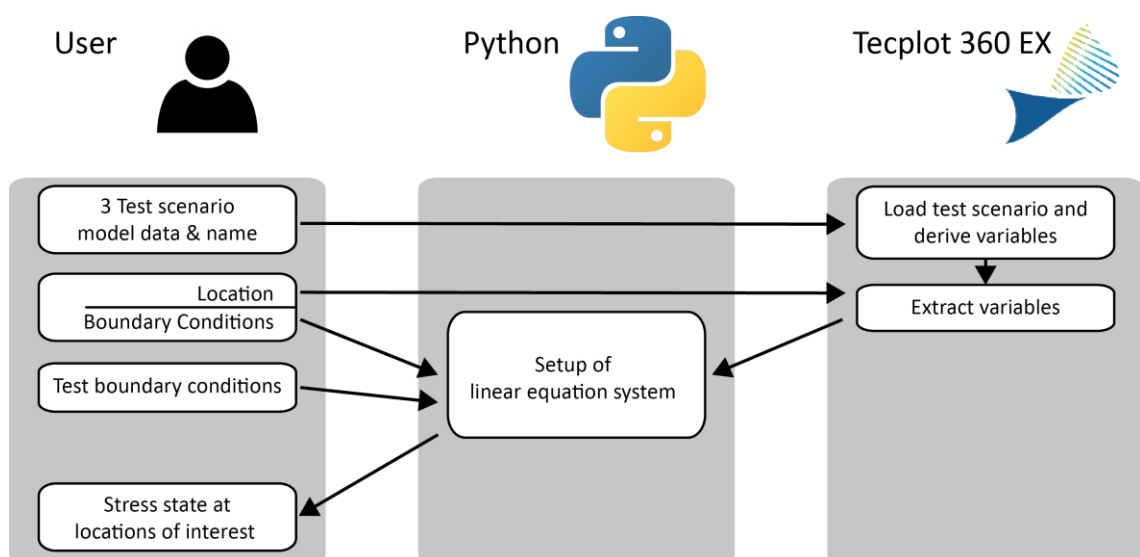 User
Python
Tecplot 360 EX
3 Test scenario
model data & name
Load test scenario and
derive variables
Location
Boundary Conditions
Extract variables
Setup of
linear equation system
Test boundary conditions
Stress state at
locations of interest